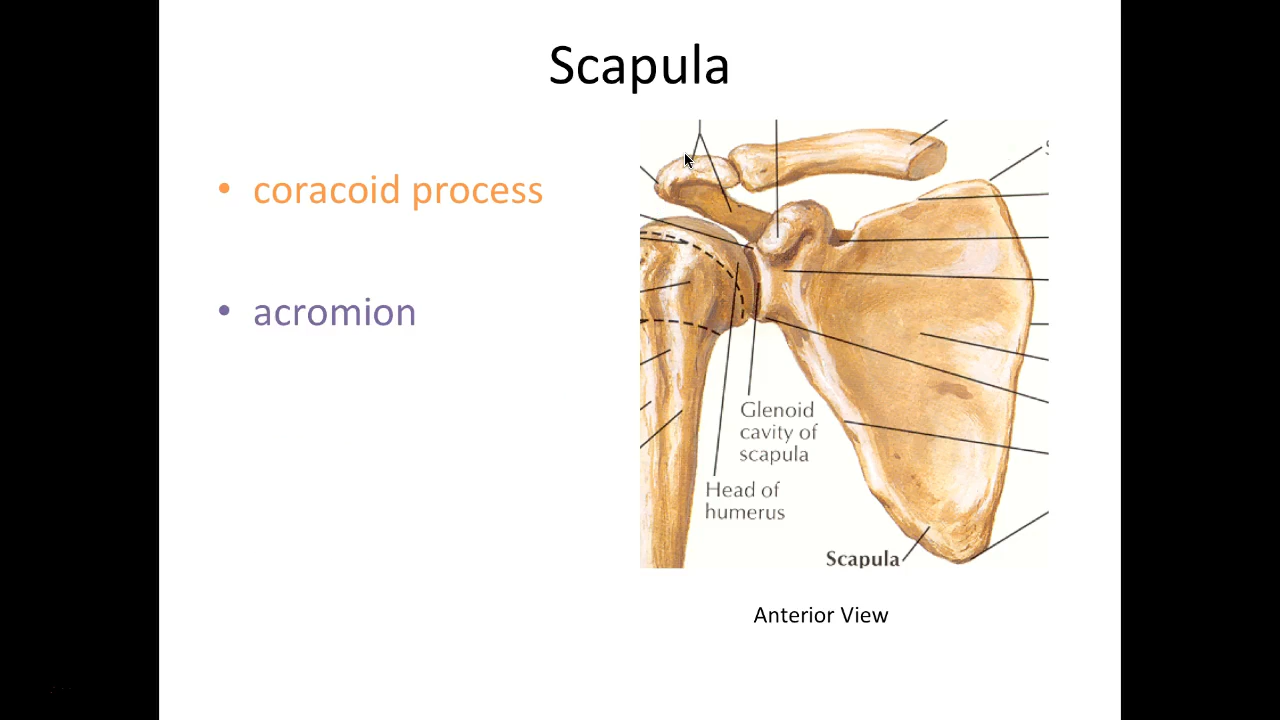 Scapula
• coracoid process
• acromion
Glenoid
cavity of
scapula
Head of
humerus
Scapula
Anterior View